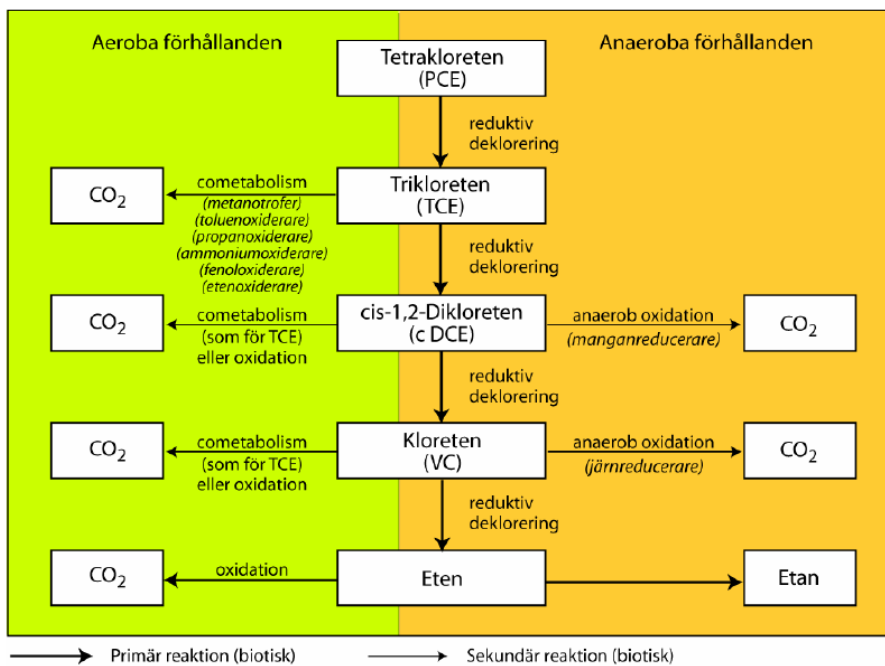 Aeroba förhållanden
Anaeroba förhållanden
Tetrakloreten
(PCE)
reduktiv
deklorering
CO2
cometabolism
(metanotrofer)
(toluenoxiderare)
(propanoxiderare)
(ammoniumoxiderare)
(fenoloxiderare)
(etenoxiderare)
Trikloreten
(TCE)
reduktiv
deklorering
CO2
cometabolism
(som för TCE)
eller oxidation
cis-1,2-Dikloreten
(c DCE)
anaerob oxidation
(manganreducerare)
CO2
reduktiv
deklorering
CO2
cometabolism
(som för TCE)
eller oxidation
Kloreten
(VC)
anaerob oxidation
(järnreducerare)
CO2
reduktiv
deklorering
CO2
oxidation
Eten
Etan
Primär reaktion (biotisk)
Sekundär reaktion (biotisk)